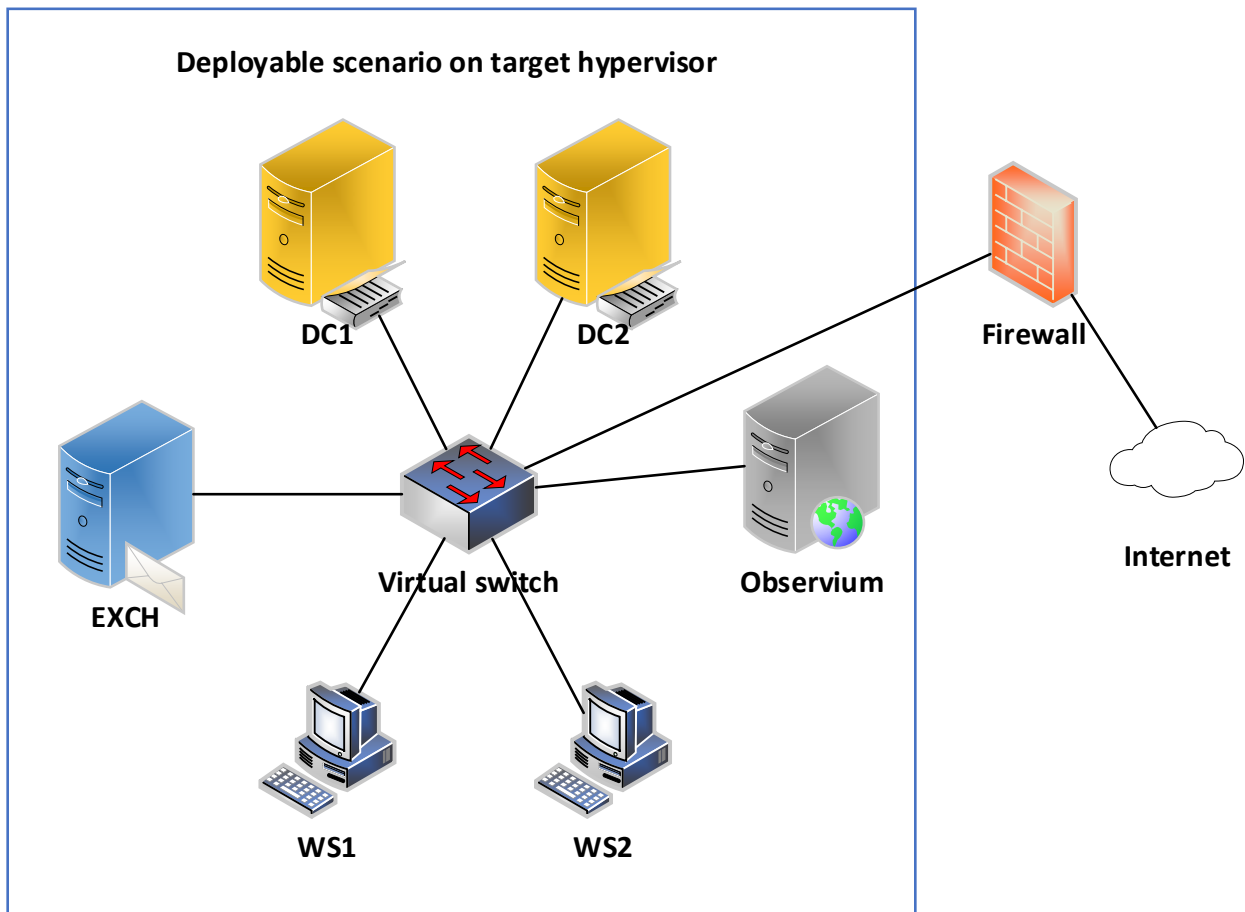 Deployable scenario on target hypervisor
DC1
DC2
Firewall
Virtual switch
Observium
Internet
EXCH
WS1
WS2